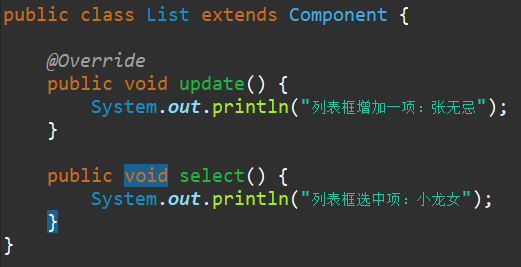 public class List extends Component {
@Override
public void update() {
System.out.println("列表框增加一项：张无忌");
}
public void select() {
System.out.println("列表框选中项：小龙女");
}
}